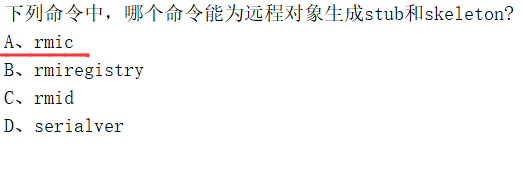 下列命令中，哪个命令能为远程对象生成stub和skeleton?
A、rmic
B、rmiregistry
C、rmid
D、serialver